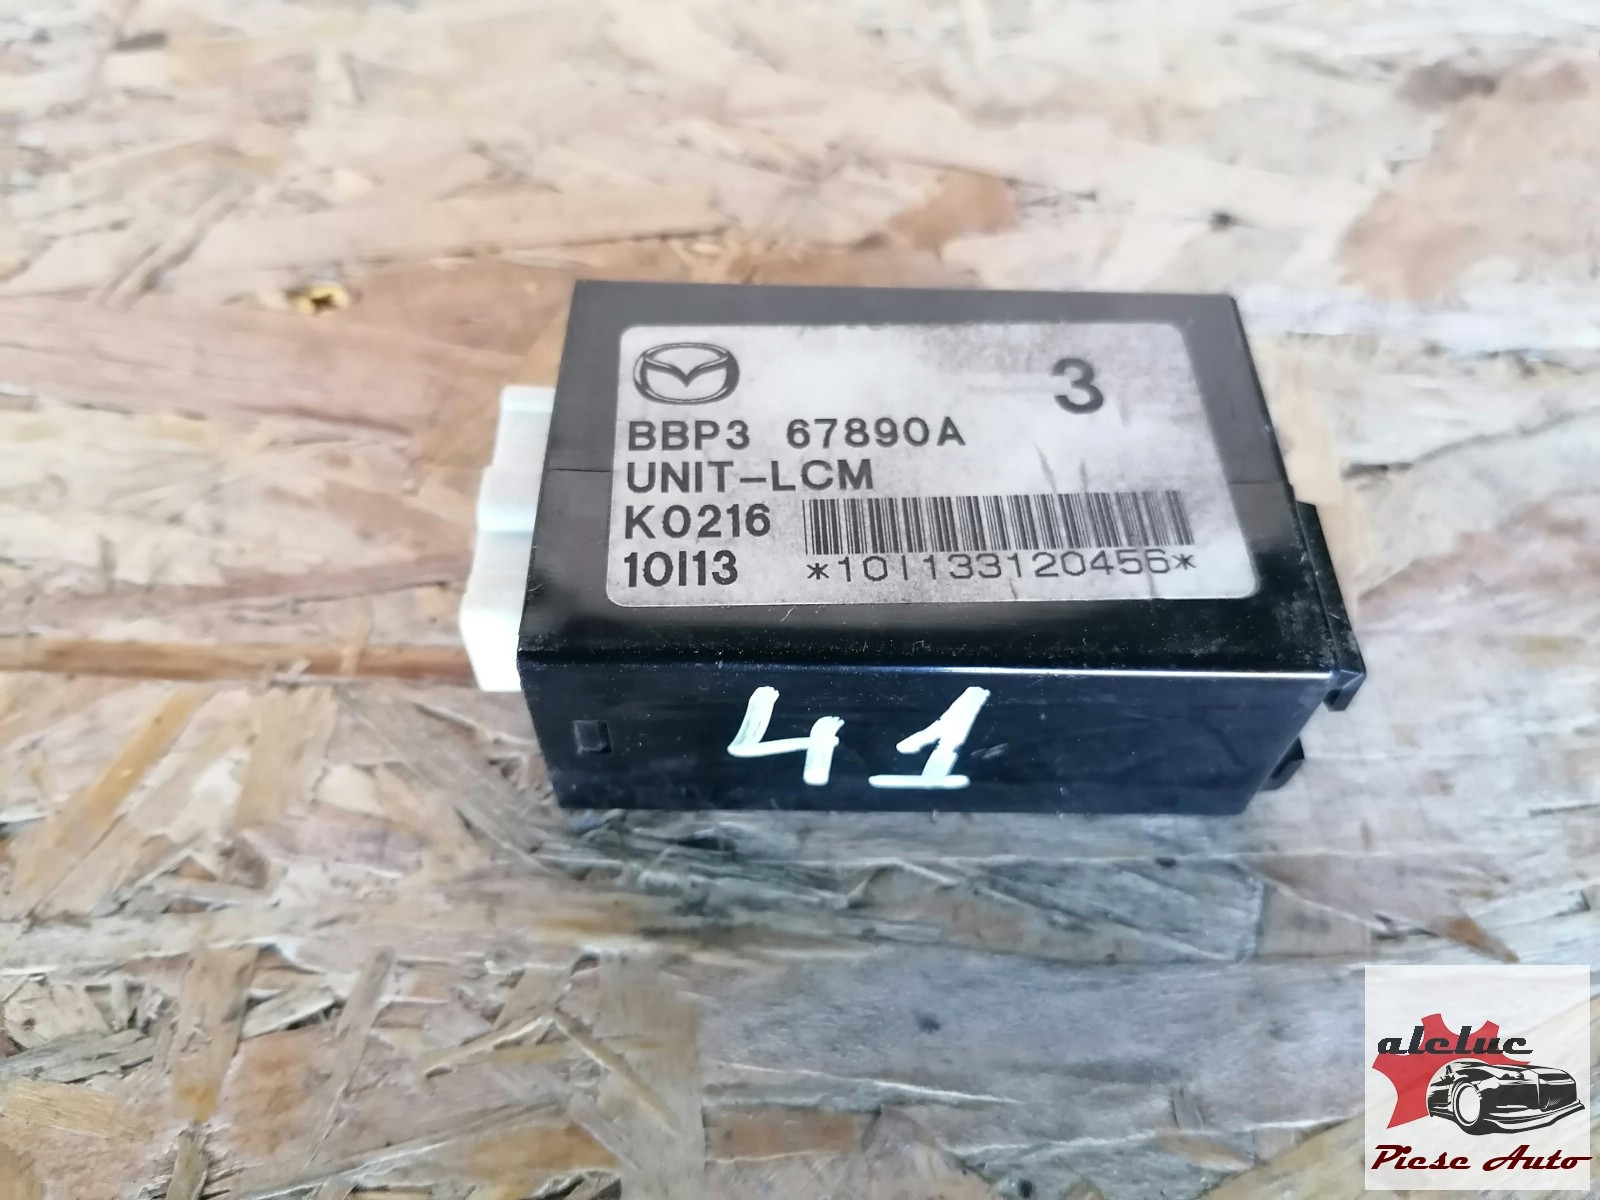 3
BBP3 67890A
UNIT-LCM
K0216
10I13
*10I133120456*
41
aleluc
Piese Auto